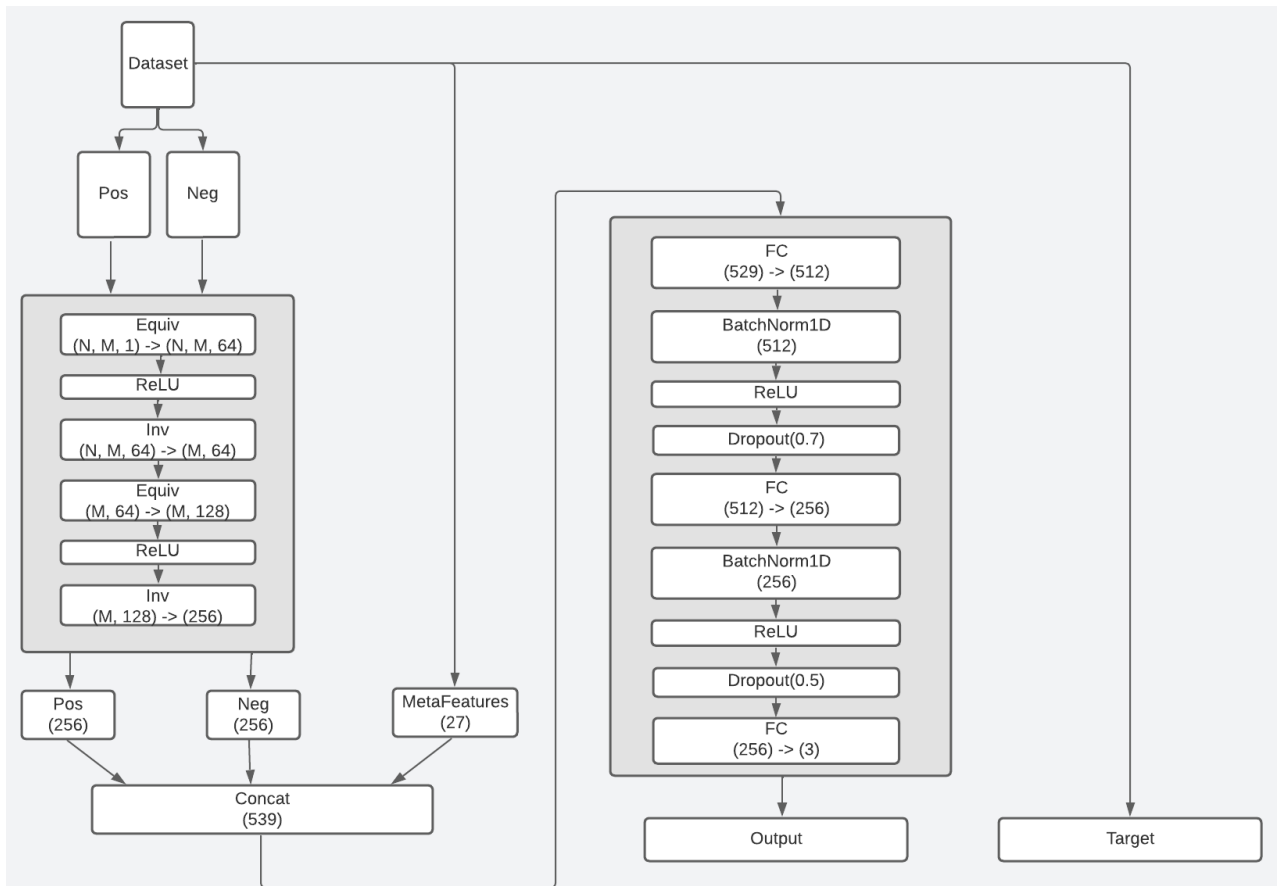 Dataset
Pos
Neg
Equiv
(N, M, 1) -> (N, M, 64)
ReLU
Inv
(N, M, 64) -> (M, 64)
Equiv
(M, 64) -> (M, 128)
ReLU
Inv
(M, 128) -> (256)
Pos
(256)
Neg
(256)
MetaFeatures
(27)
Concat
(539)
FC
(529) -> (512)
BatchNorm1D
(512)
ReLU
Dropout(0.7)
FC
(512) -> (256)
BatchNorm1D
(256)
ReLU
Dropout(0.5)
FC
(256) -> (3)
Output
Target